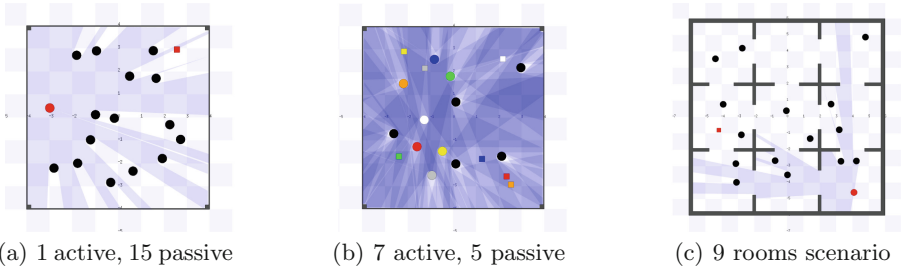 (a) 1 active, 15 passive
(b) 7 active, 5 passive
(c) 9 rooms scenario